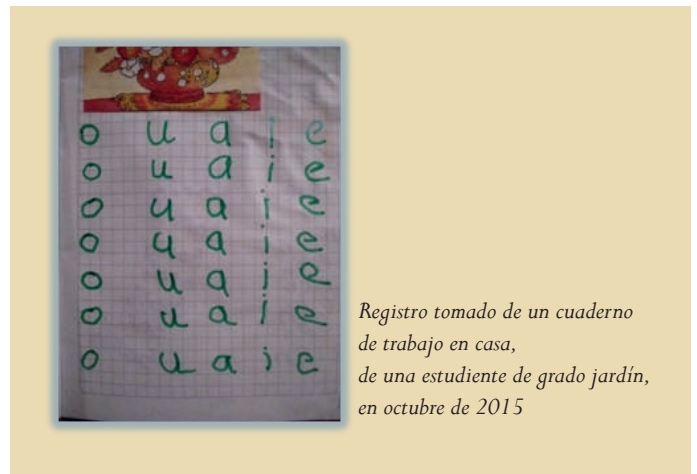 o u a i e
o u a i e
o u a i e
o u a i e
o u a i e
o u a i e
o u a i e
Registro tomado de un cuaderno
de trabajo en casa,
de una estudiante de grado jardín,
en octubre de 2015